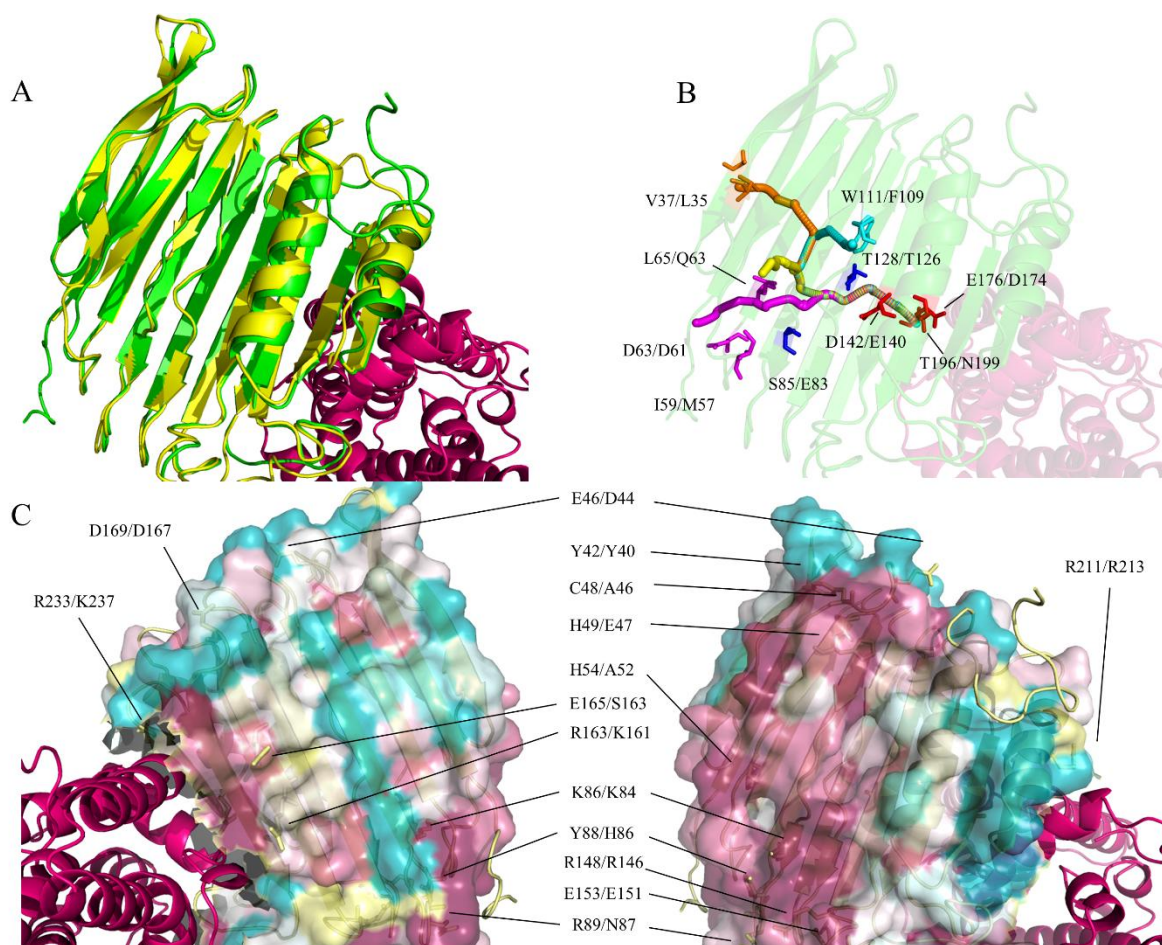 A
B
V37/L35
W111/F109
T128/T126
L65/Q63
E176/D174
D142/E140
D63/D61
T196/N199
S85/E83
I59/M57
C
E46/D44
D169/D167
Y42/Y40
R211/R213
C48/A46
R233/K237
H49/E47
H54/A52
E165/S163
R163/K161
K86/K84
Y88/H86
R148/R146
E153/E151
R89/N87